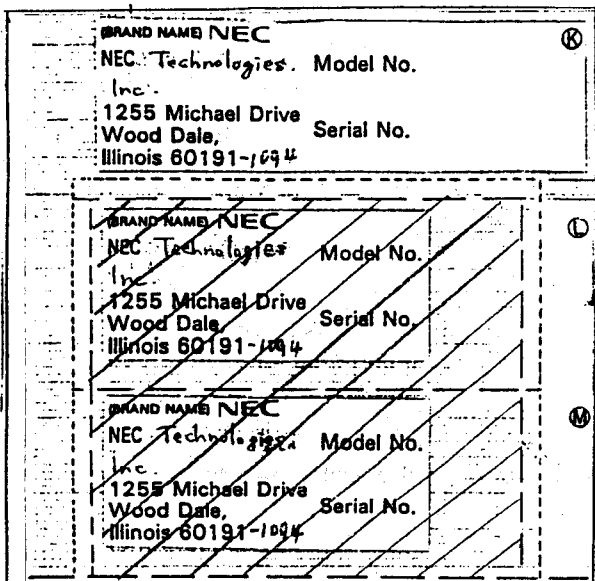 (BRAND NAME) NEC
Ⓚ
NEC Technologies. Model No.
Inc.
1255 Michael Drive
Wood Dale, Serial No.
Illinois 60191-1094
(BRAND NAME) NEC
Ⓛ
NEC Technologies Model No.
Inc.
1255 Michael Drive
Wood Dale, Serial No.
Illinois 60191-1094
(BRAND NAME) NEC
Ⓜ
NEC Technologies. Model No.
Inc.
1255 Michael Drive
Wood Dale, Serial No.
Illinois 60191-1094